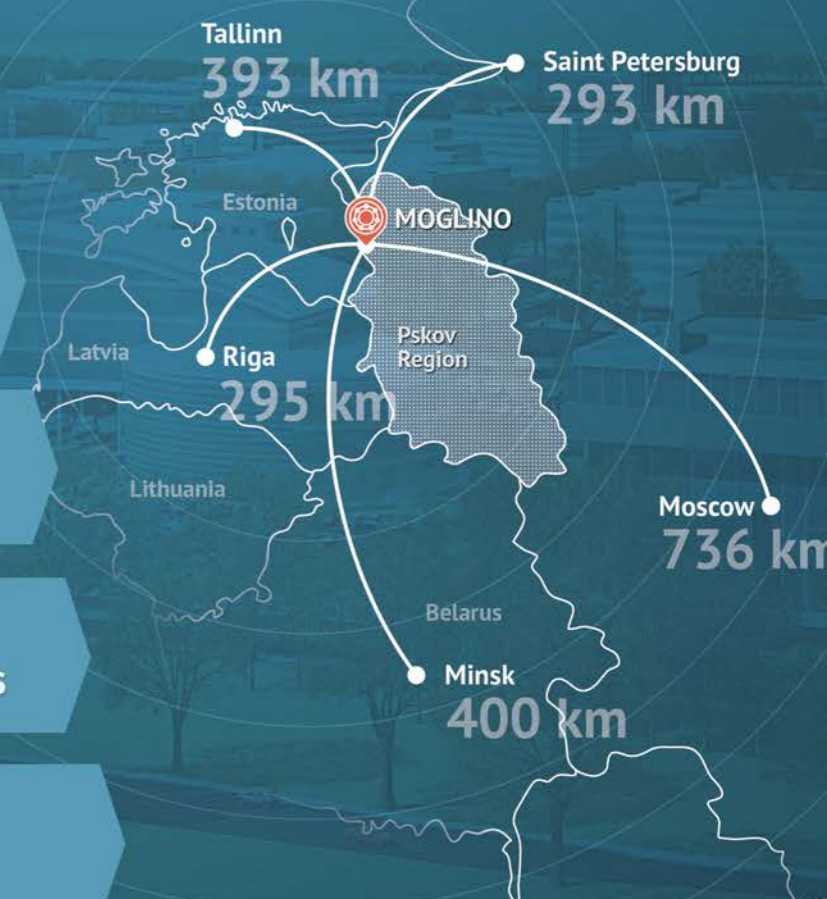 Tallinn
393 km
Saint Petersburg
293 km
Estonia
MOGLINO
Pskov
Region
Latvia
Riga
295 km
Lithuania
Moscow
736 km
Belarus
S
Minsk
400 km